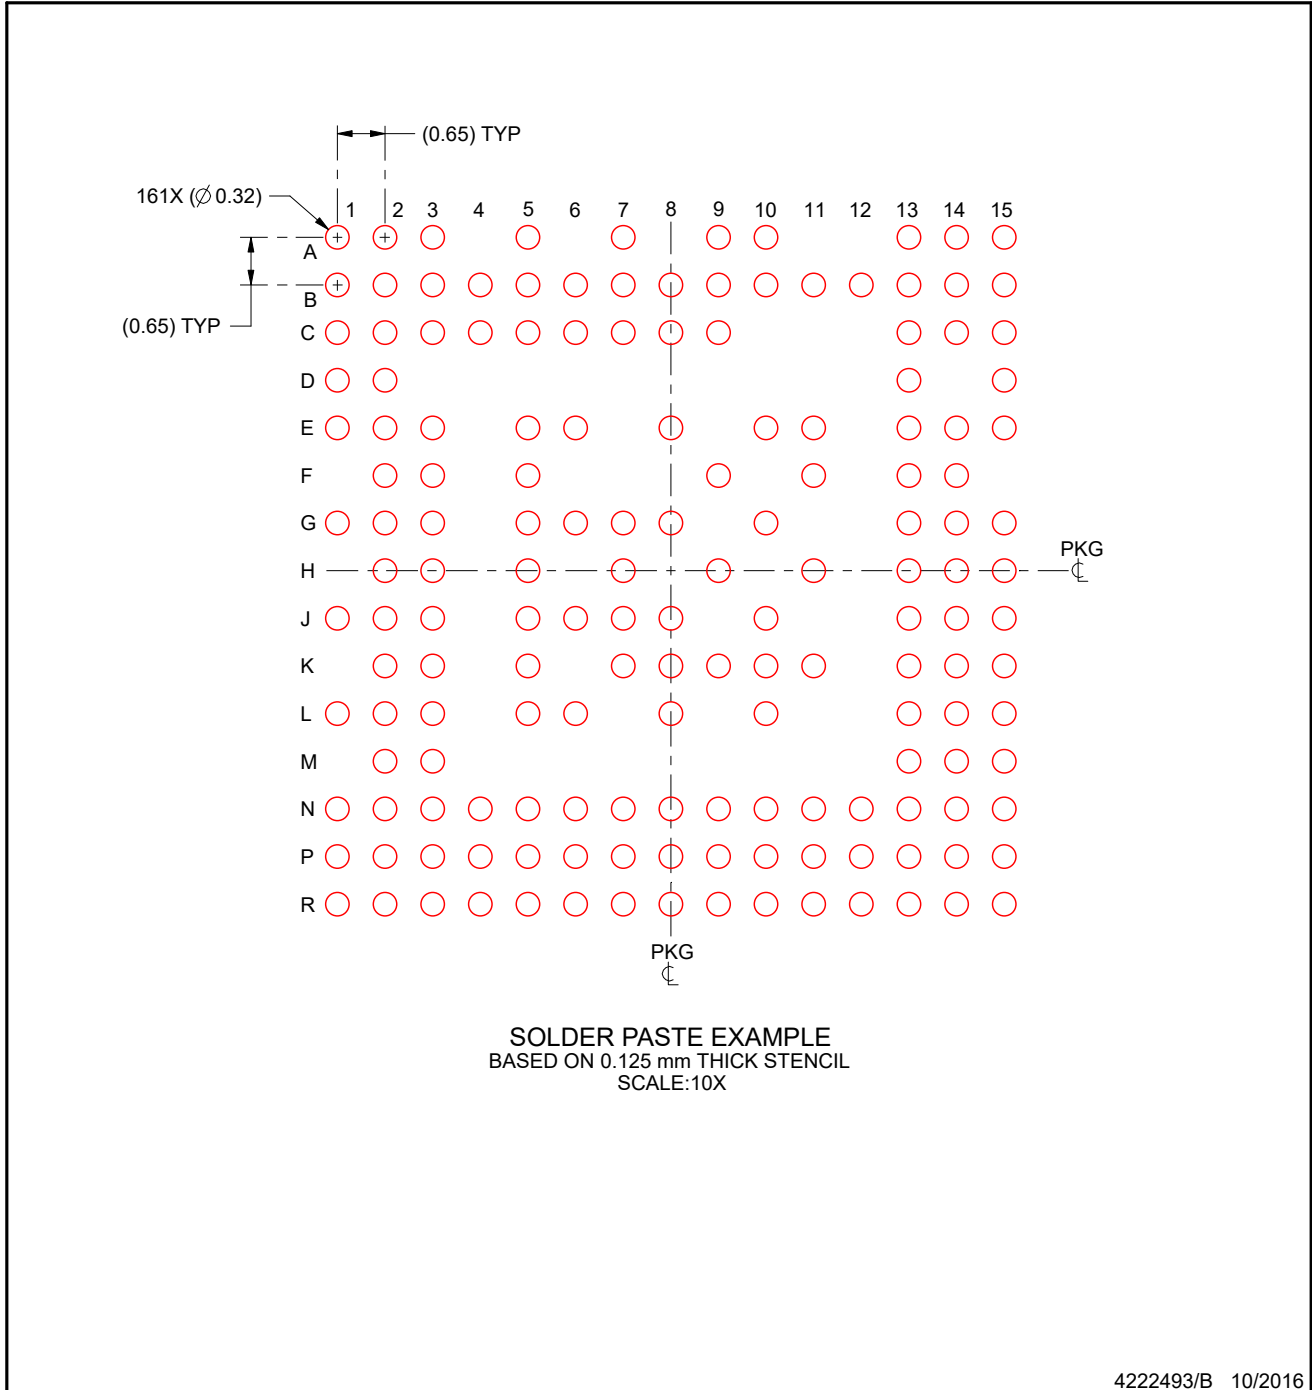 (0.65) TYP
161X (∅ 0.32)
1 2 3 4 5 6 7 8 9 10 11 12 13 14 15
A
B
(0.65) TYP
C
D
E
F
G
PKG
H
J
K
L
M
N
P
R
PKG
SOLDER PASTE EXAMPLE
BASED ON 0.125 mm THICK STENCIL
SCALE:10X
4222493/B 10/2016